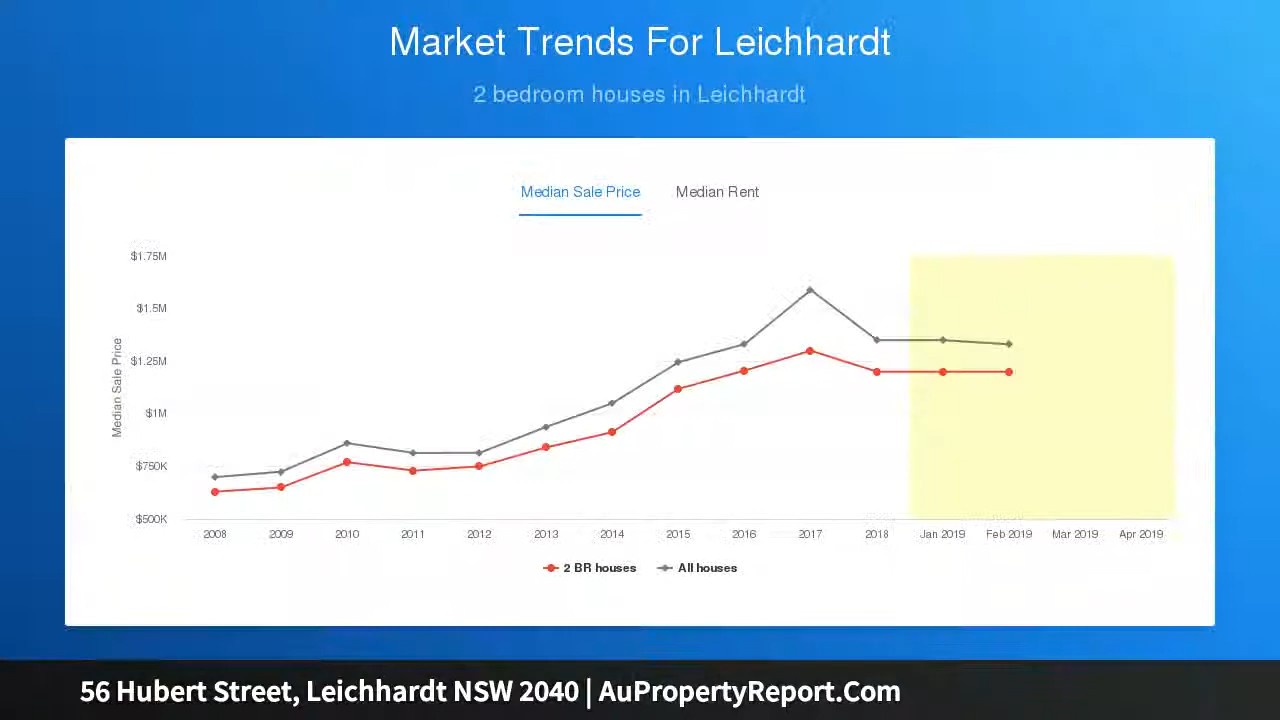 Market Trends For Leichhardt
2 bedroom houses in Leichhardt
Median Sale Price Median Rent
Median Sale Price
$1.75M
$1.5M
$1.25M
$1M
$750K
$500K
2008 2009 2010 2011 2012 2013 2014 2015 2016 2017 2018 Jan 2019 Feb 2019 Mar 2019 Apr 2019
2 BR houses All houses
56 Hubert Street, Leichhardt NSW 2040 | AuPropertyReport.Com